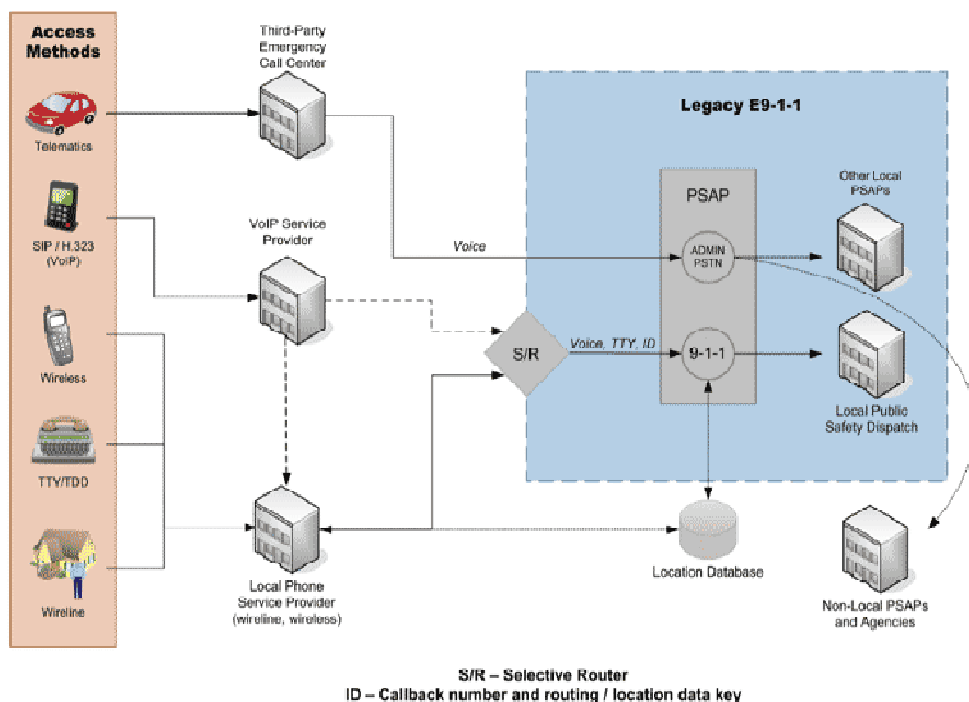 Access
Methods
Telematics
SIP / H.323
(VoIP)
Wireless
TTY/TDD
Wireline
Third-Party
Emergency
Call Center
VoIP Service
Provider
Local Phone
Service Provider
(wireline, wireless)
Voice
S/R
Legacy E9-1-1
Voice, TTY, ID
PSAP
ADMIN
PSTN
9-1-1
Other Local
PSAPs
Local Public
Safety Dispatch
Location Database
Non-Local PSAPs
and Agencies
S/R – Selective Router
ID – Callback number and routing / location data key